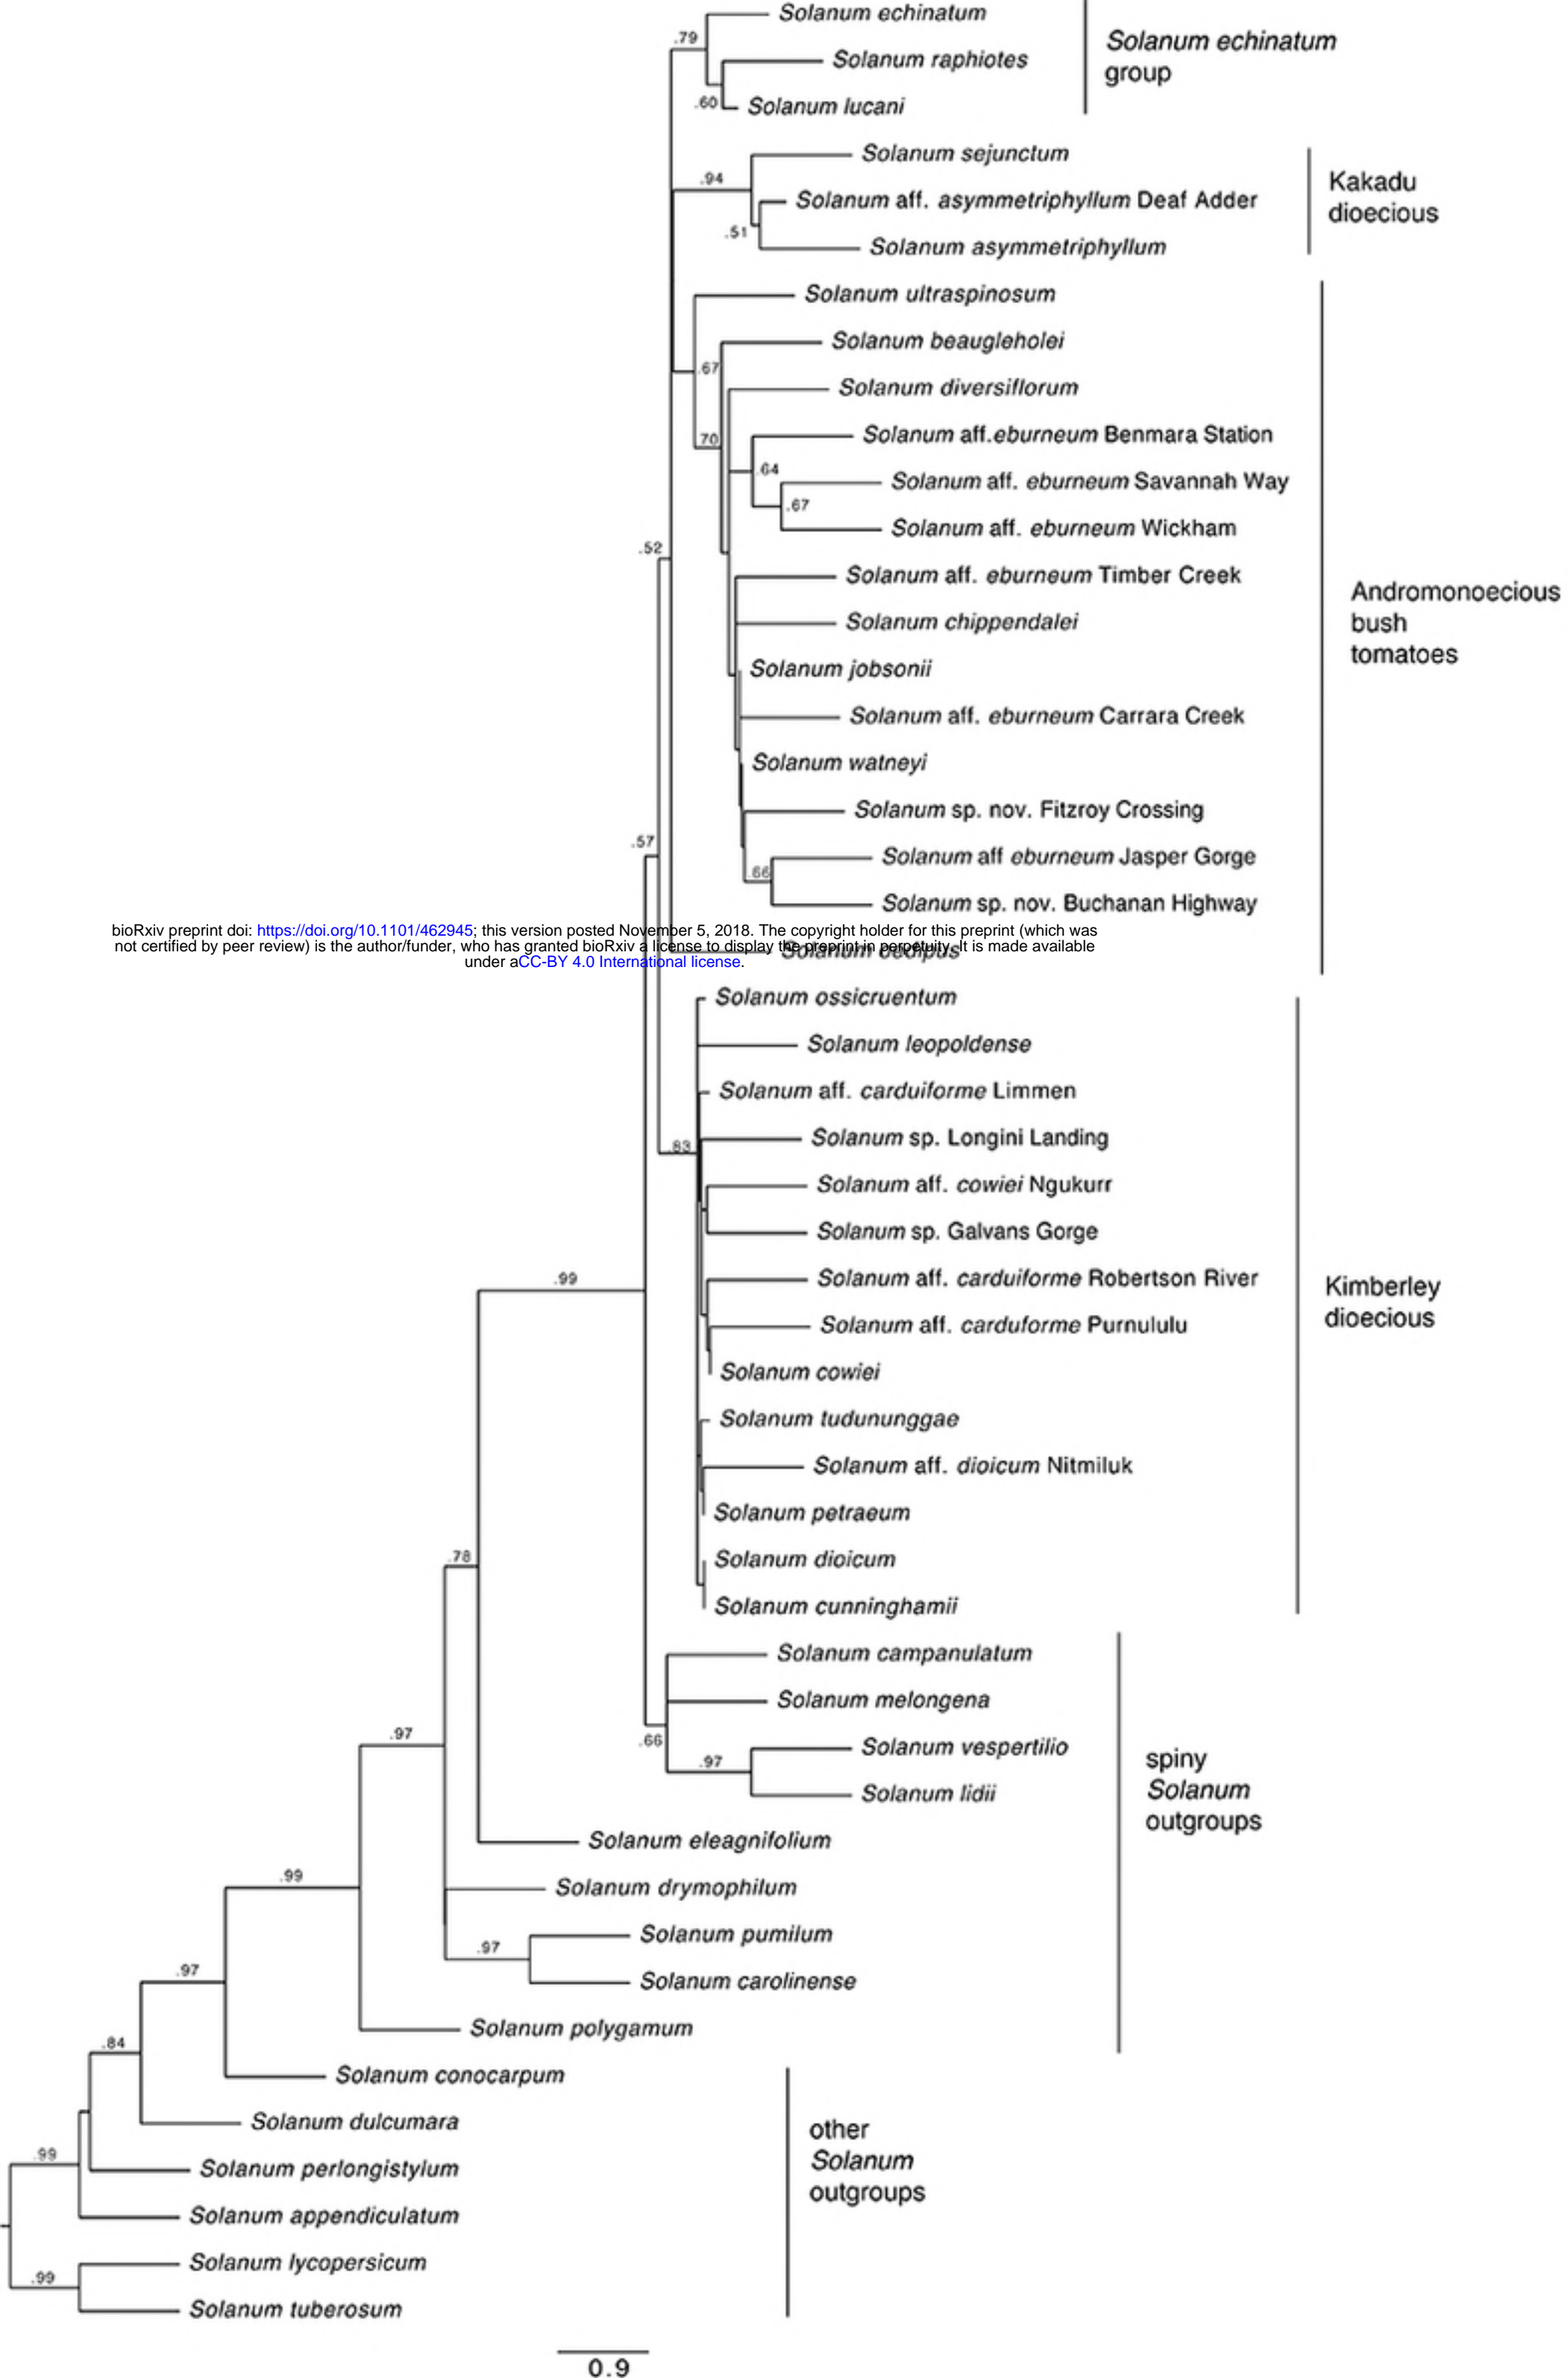 Solanum echinatum
.79
Solanum echinatum
group
Solanum raphiotes
.60
Solanum lucani
Solanum sejunctum
.94
Kakadu
dioecious
Solanum aff. asymmetriphyllum Deaf Adder
.51
Solanum asymmetriphyllum
Solanum ultraspinosum
Solanum beaugleholei
.67
Solanum diversiflorum
.70
Solanum aff.eburneum Benmara Station
.64
Solanum aff. eburneum Savannah Way
.67
Solanum aff. eburneum Wickham
.52
Solanum aff. eburneum Timber Creek
Andromonoecious
bush
tomatoes
Solanum chippendalei
Solanum jobsonii
Solanum aff. eburneum Carrara Creek
Solanum watneyi
Solanum sp. nov. Fitzroy Crossing
.57
Solanum aff eburneum Jasper Gorge
.66
Solanum sp. nov. Buchanan Highway
bioRxiv preprint doi: https://doi.org/10.1101/462945; this version posted November 5, 2018. The copyright holder for this preprint (which was
not certified by peer review) is the author/funder, who has granted bioRxiv a license to display the preprint in perpetuity. It is made available
under aCC-BY 4.0 International license.
Solanum oedipus
Solanum ossicruentum
Solanum leopoldense
Solanum aff. carduiforme Limmen
Solanum sp. Longini Landing
.83
Solanum aff. cowiei Ngukurr
Solanum sp. Galvans Gorge
.99
Solanum aff. carduiforme Robertson River
Kimberley
dioecious
Solanum aff. carduforme Purnululu
Solanum cowiei
Solanum tudununggae
Solanum aff. dioicum Nitmiluk
Solanum petraeum
.78
Solanum dioicum
Solanum cunninghamii
Solanum campanulatum
Solanum melongena
.97
.66
Solanum vespertilio
.97
Solanum lidii
spiny
Solanum
outgroups
Solanum eleagnifolium
.99
Solanum drymophilum
Solanum pumilum
.97
Solanum carolinense
.97
Solanum polygamum
.84
Solanum conocarpum
Solanum dulcumara
other
Solanum
outgroups
.99
Solanum perlongistylum
Solanum appendiculatum
Solanum lycopersicum
.99
Solanum tuberosum
0.9